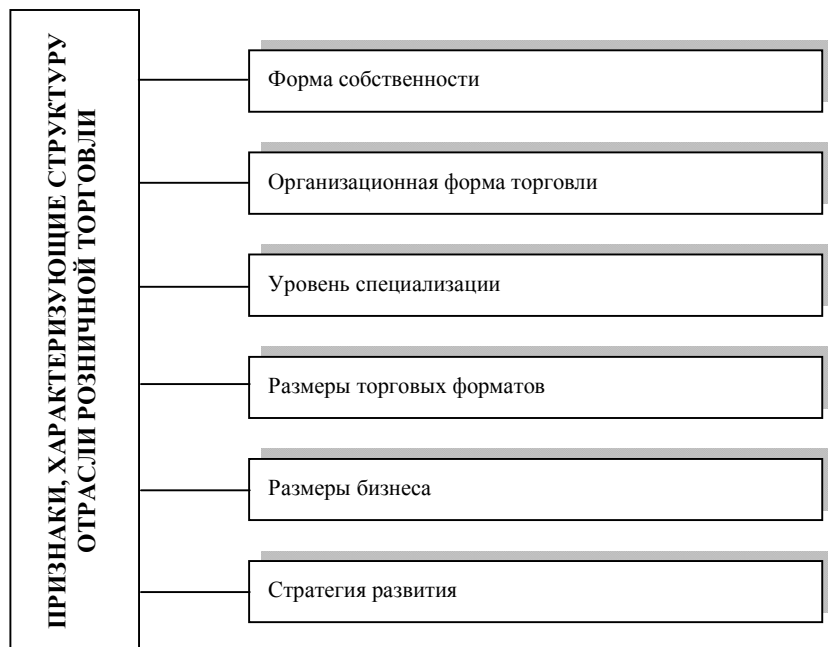 ПРИЗНАКИ, ХАРАКТЕРИЗУЮЩИЕ СТРУКТУРУ
ОТРАСЛИ РОЗНИЧНОЙ ТОРГОВЛИ
Форма собственности
Организационная форма торговли
Уровень специализации
Размеры торговых форматов
Размеры бизнеса
Стратегия развития